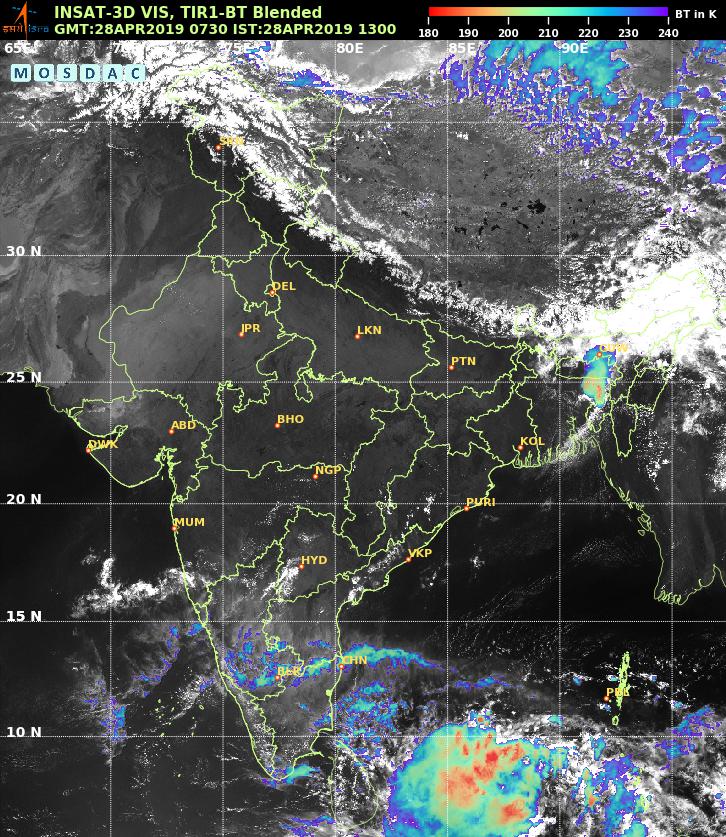 INSAT-3D VIS, TIR1-BT Blended
GMT:28APR2019 0730 IST:28APR2019 1300
BT in K
180 190 200 210 220 230 240
65E 70E 75E 80E 85E 90E
M O S D A C
SRN
30 N
DEL
JPR LKN
PTN
25 N
ABD BHO
DWK KOL
NGP
20 N PURI
MUM
HYD VKP
15 N
BLR CHN
PBL
10 N